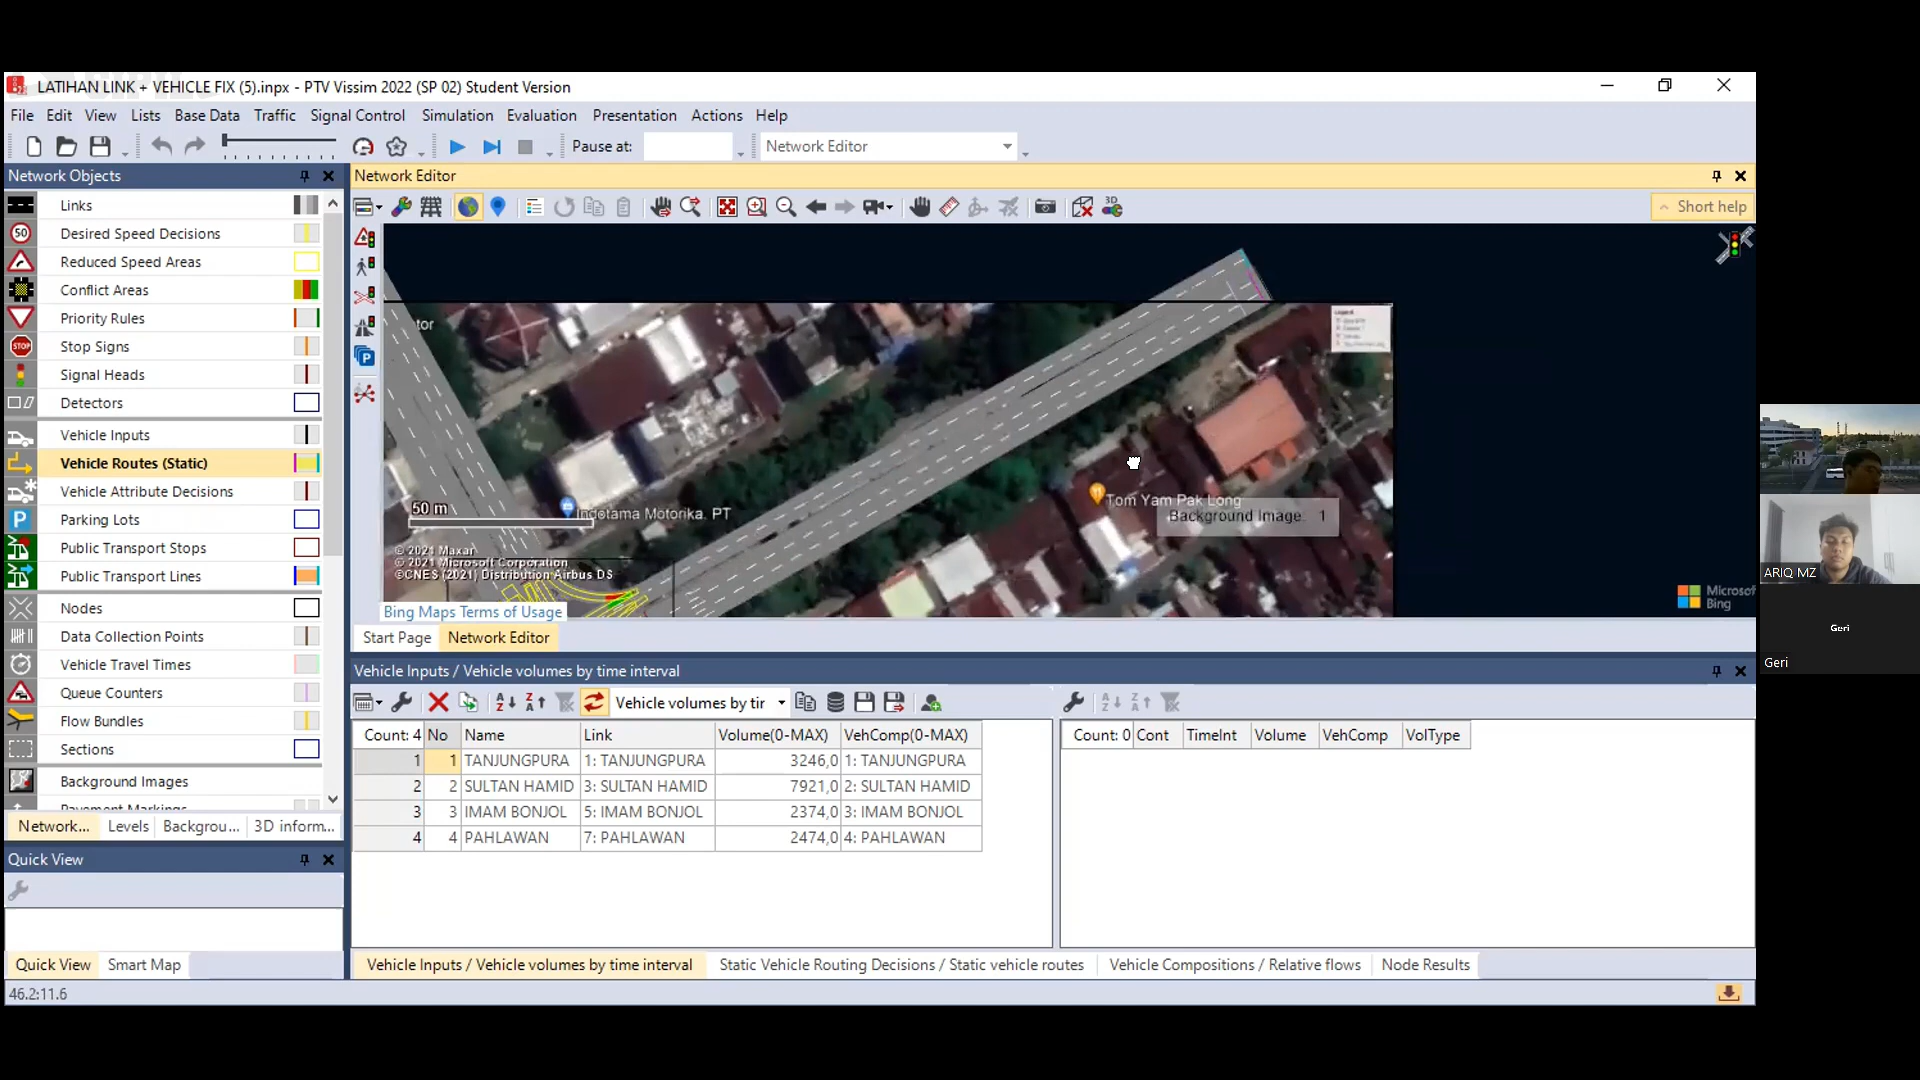 LATIHAN LINK + VEHICLE FIX (5).inpx - PTV Vissim 2022 (SP 02) Student Version
File Edit View Lists Base Data Traffic Signal Control Simulation Evaluation Presentation Actions Help
Pause at: Network Editor
Network Objects
Network Editor
Short help
Links
50 Desired Speed Decisions
Reduced Speed Areas
Conflict Areas
Priority Rules
STOP Stop Signs
Signal Heads
Detectors
Vehicle Inputs
Vehicle Routes (Static)
Vehicle Attribute Decisions
P Parking Lots
Public Transport Stops
Public Transport Lines
Nodes
Data Collection Points
Vehicle Travel Times
Queue Counters
Flow Bundles
Sections
Background Images
Pavement Markings
Network... Levels Backgrou... 3D inform...
Quick View
Quick View Smart Map
46.2:11.6
3D
P
tor
50 m
Indotama Motorika. PT
Tom Yam Pak Long
Background Image: 1
© 2021 Maxar
© 2021 Microsoft Corporation
©CNES (2021) Distribution Airbus DS
Bing Maps Terms of Usage
Microsoft
Bing
Start Page Network Editor
Vehicle Inputs / Vehicle volumes by time interval
Vehicle volumes by tir
Count: 4 No Name Link Volume(0-MAX) VehComp(0-MAX)
1 1 TANJUNGPURA 1: TANJUNGPURA 3246,0 1: TANJUNGPURA
2 2 SULTAN HAMID 3: SULTAN HAMID 7921,0 2: SULTAN HAMID
3 3 IMAM BONJOL 5: IMAM BONJOL 2374,0 3: IMAM BONJOL
4 4 PAHLAWAN 7: PAHLAWAN 2474,0 4: PAHLAWAN
Count: 0 Cont TimeInt Volume VehComp VolType
Vehicle Inputs / Vehicle volumes by time interval Static Vehicle Routing Decisions / Static vehicle routes Vehicle Compositions / Relative flows Node Results
ARIQ MZ
Geri
Geri